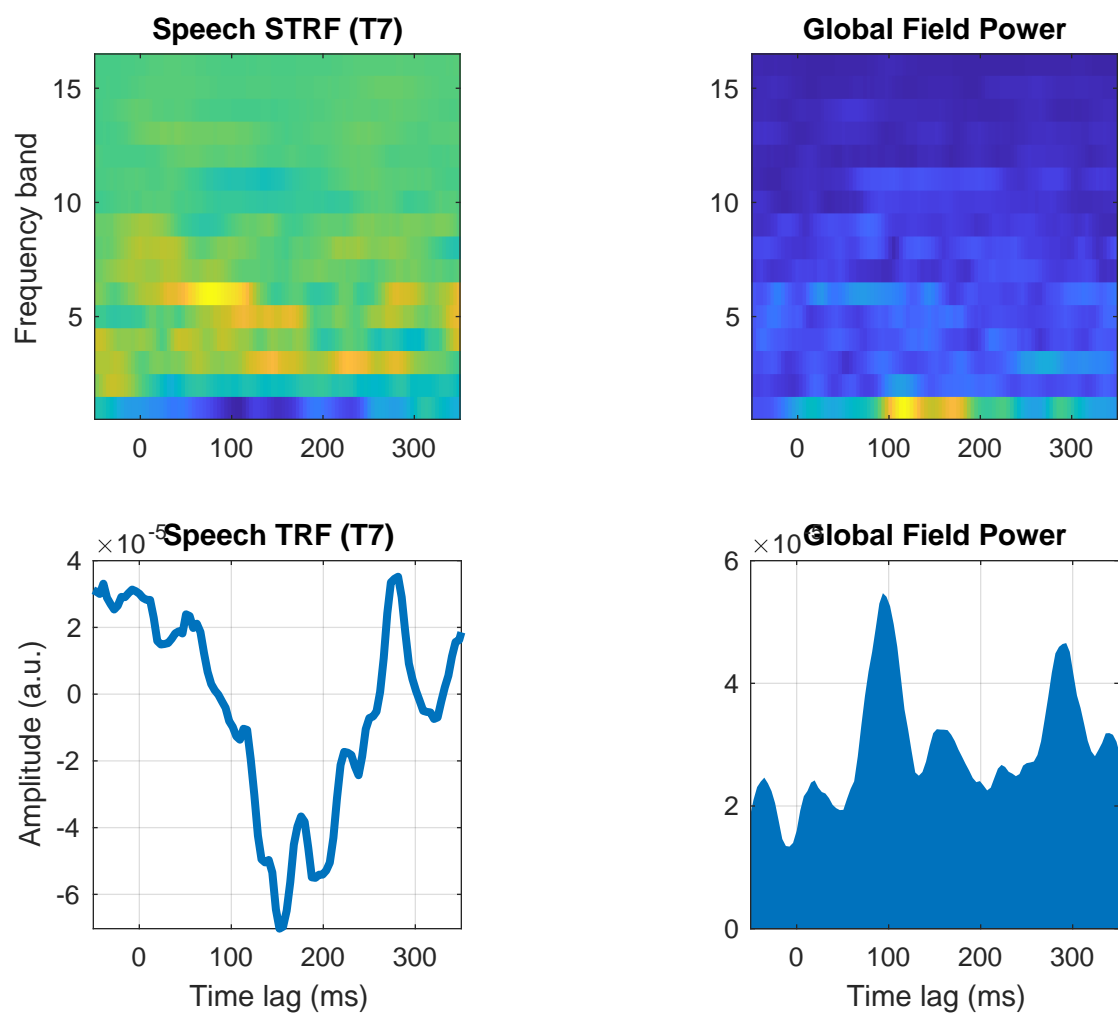 Speech STRF (T7)
Frequency band
15
10
5
0 100 200 300
Global Field Power
15
10
5
0 100 200 300
Speech TRF (T7)
×10-5
Amplitude (a.u.)
4
2
0
-2
-4
-6
0 100 200 300
Time lag (ms)
Global Field Power
×10-5
6
4
2
0
0 100 200 300
Time lag (ms)